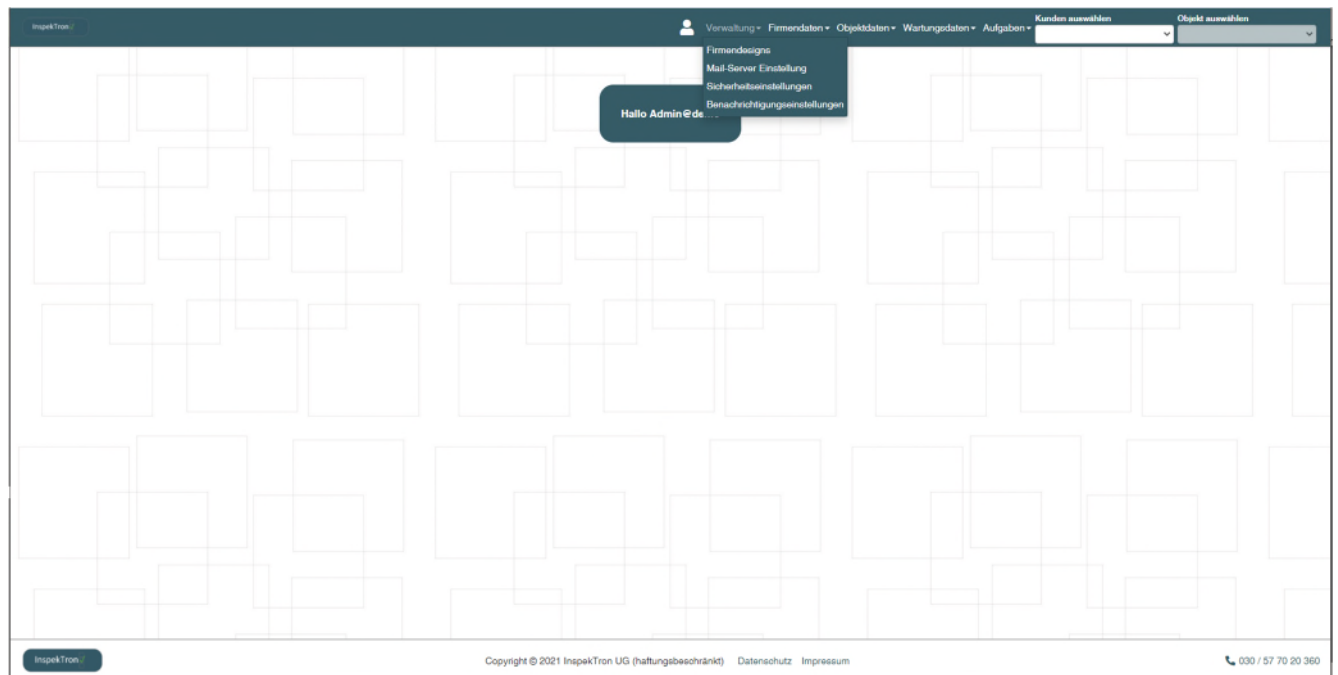 InspekTron
Verwaltung Firmendaten Objektdaten Wartungsdaten Aufgaben
Kunden auswählen
Objekt auswählen
Firmendesigns
Mail-Server Einstellung
Sicherheitseinstellungen
Benachrichtigungseinstellungen
Hallo Admin@de
InspekTron
Copyright © 2021 InspekTron UG (haftungsbeschränkt) Datenschutz Impressum
030 / 57 70 20 360